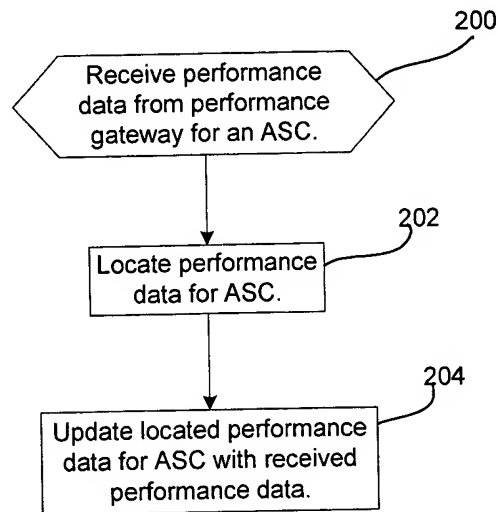 200
Receive performance
data from performance
gateway for an ASC.
202
Locate performance
data for ASC.
204
Update located performance
data for ASC with received
performance data.